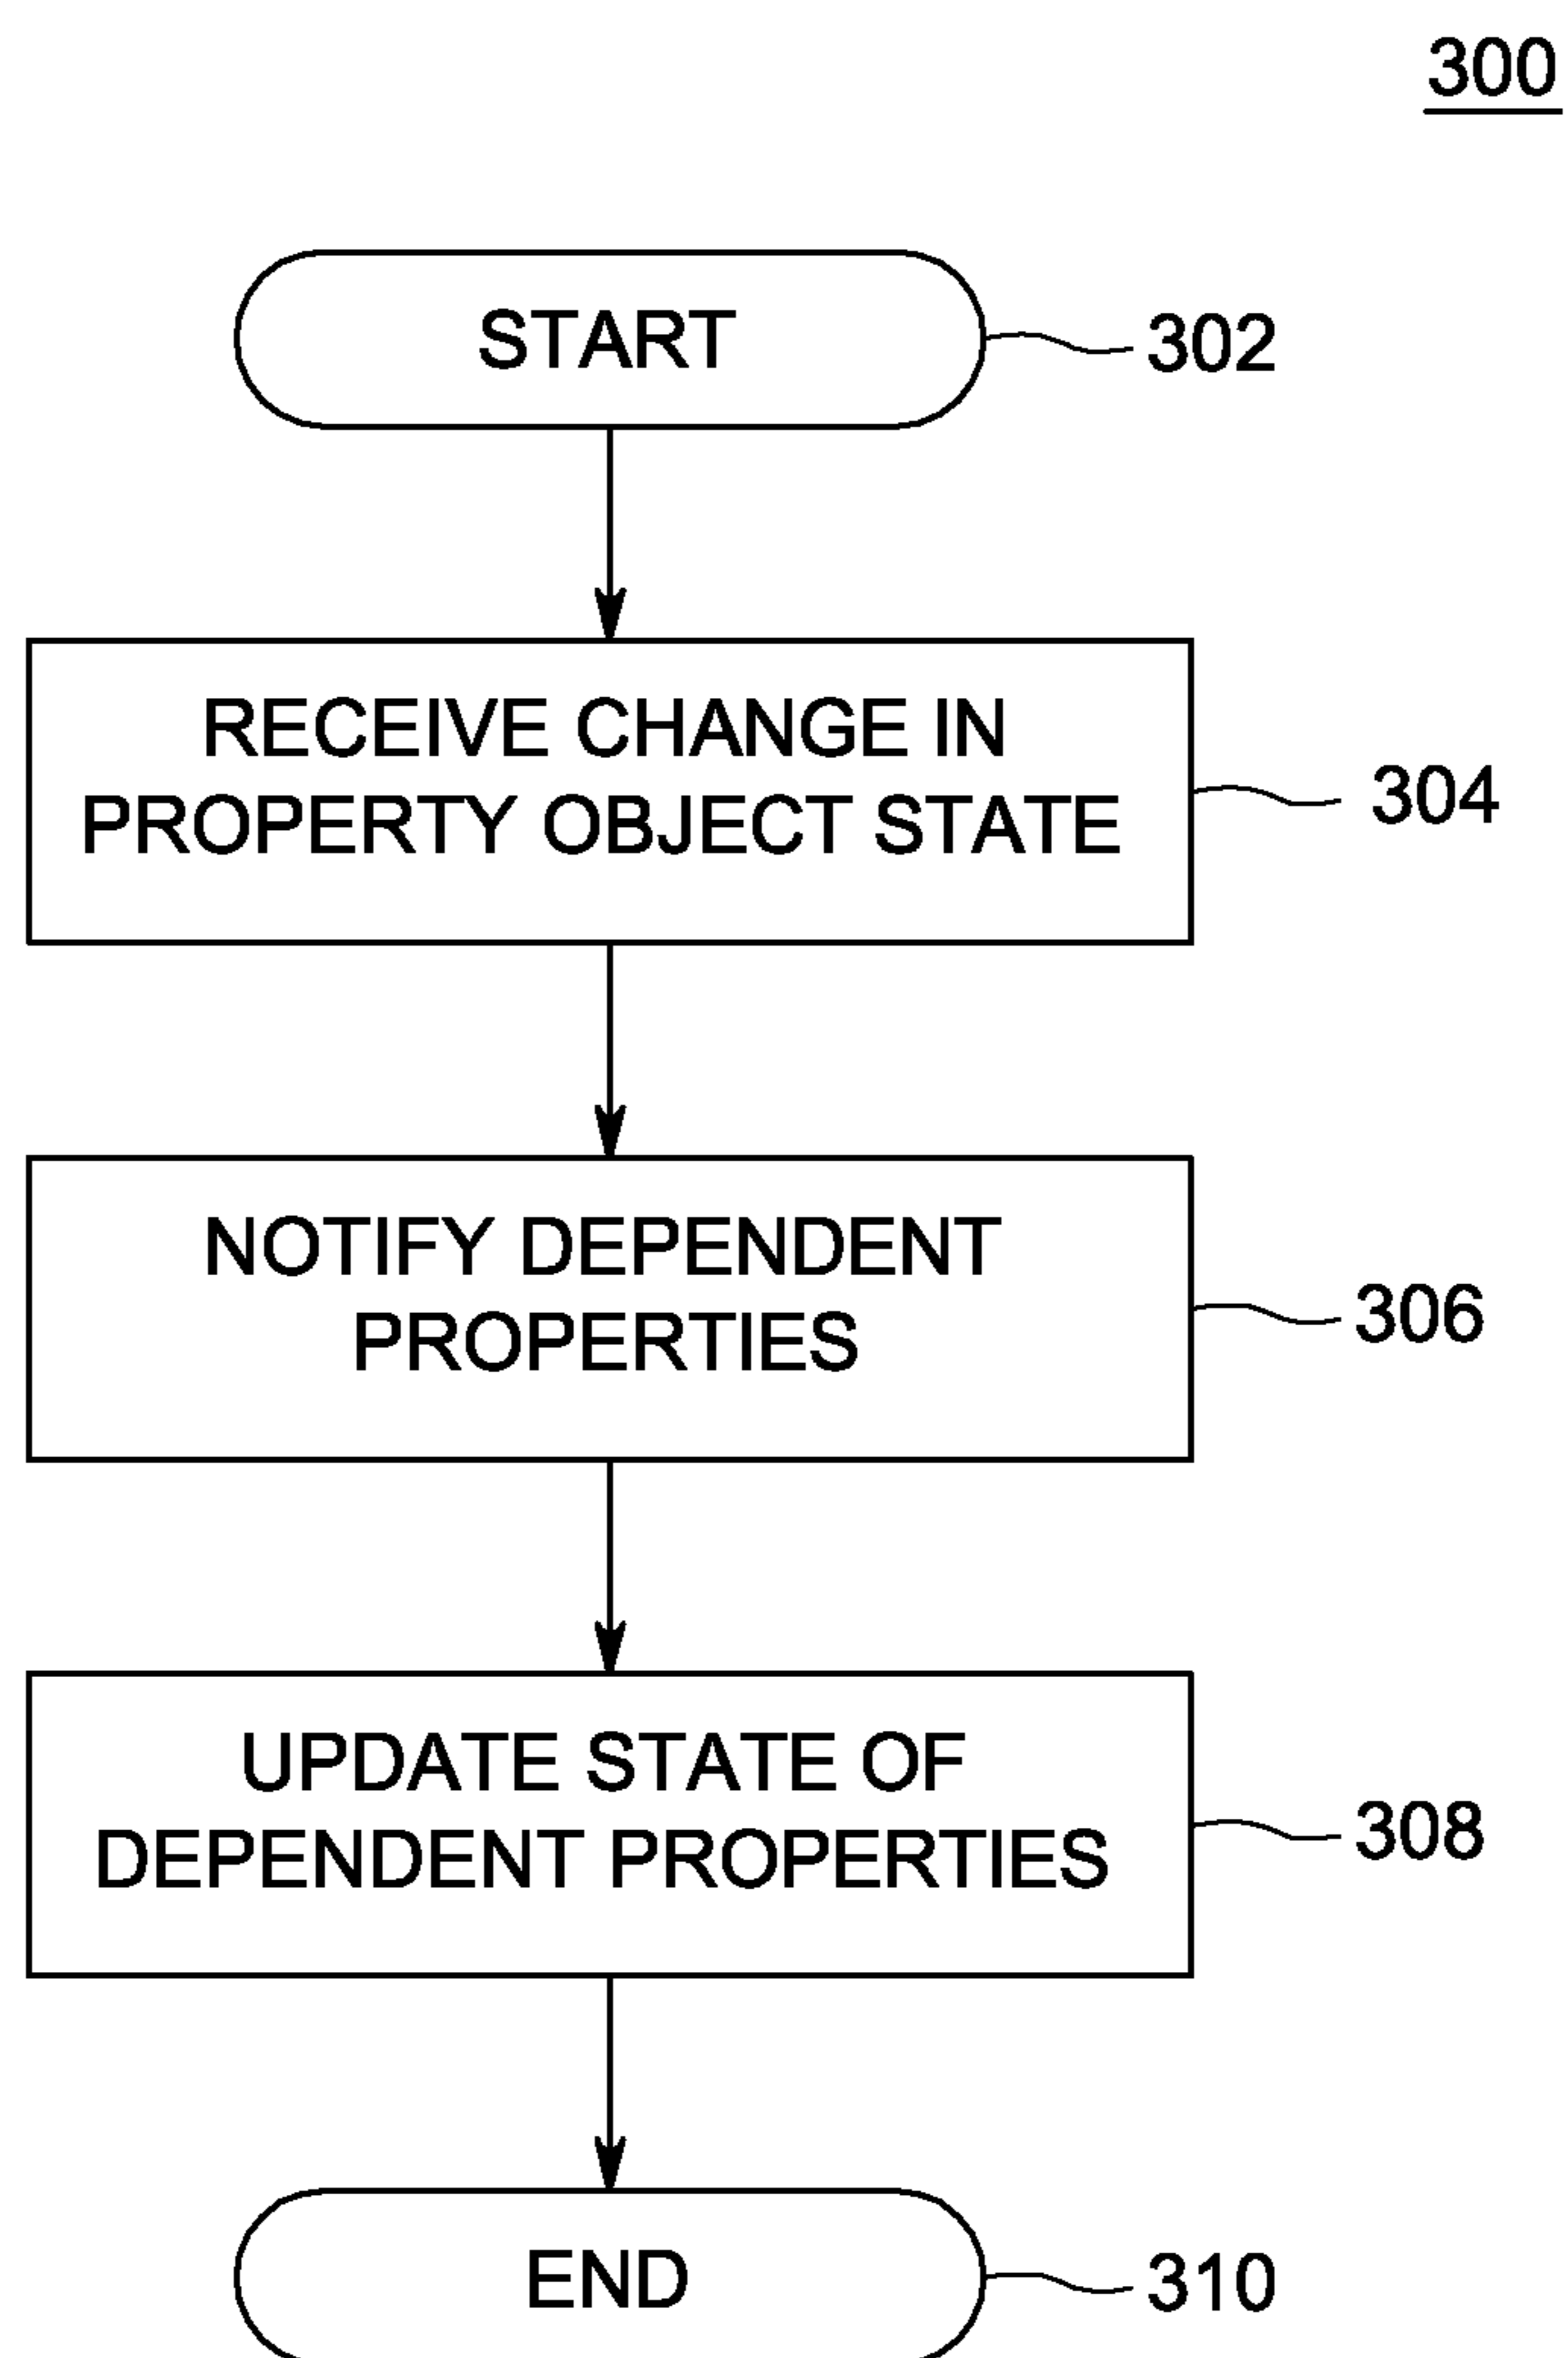 300
START
302
RECEIVE CHANGE IN
PROPERTY OBJECT STATE
304
NOTIFY DEPENDENT
PROPERTIES
306
UPDATE STATE OF
DEPENDENT PROPERTIES
308
END
310